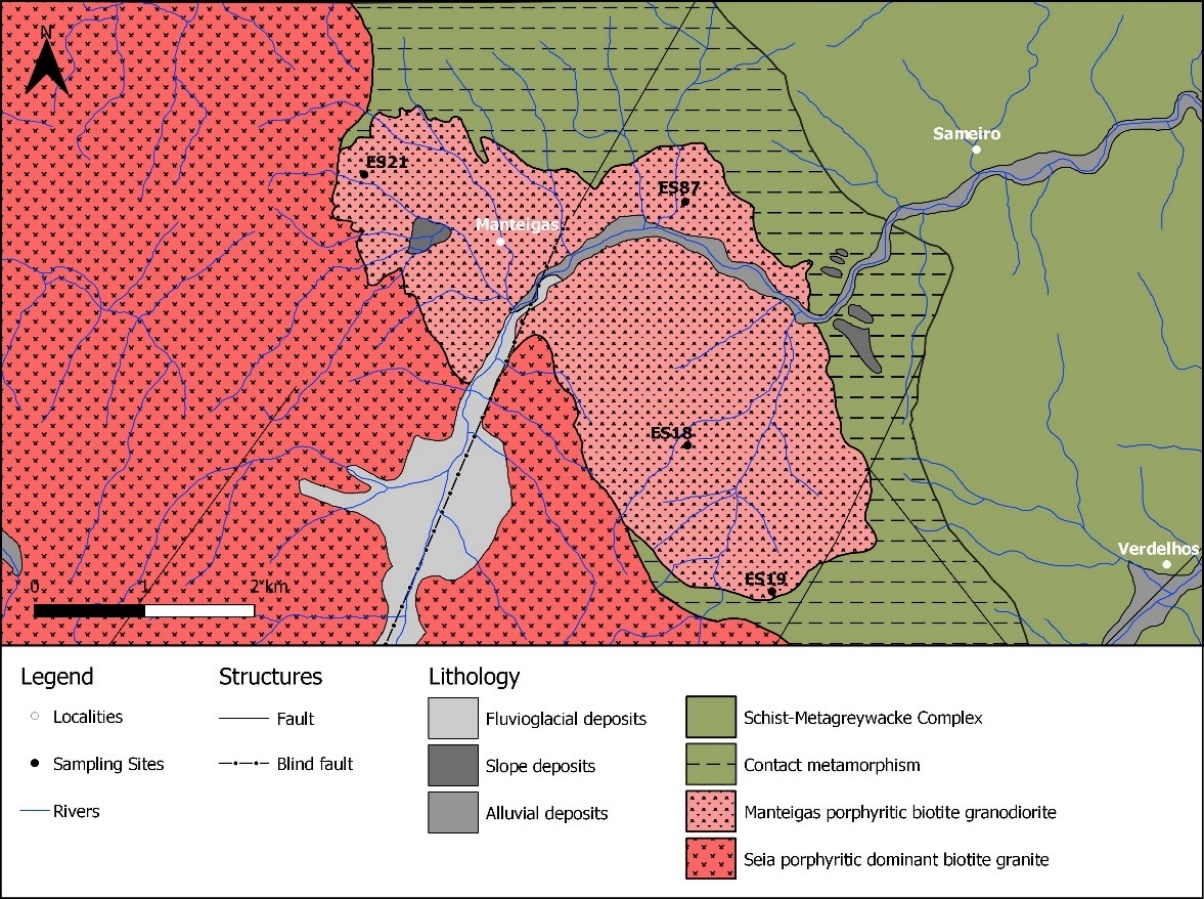 N
Sameiro
ES21
ES87
Manteigas
ES18
Verdelhos
ES19
0 1 2 km
Legend
Localities
Sampling Sites
Rivers
Structures
Fault
Blind fault
Lithology
Fluvioglacial deposits
Slope deposits
Alluvial deposits
Schist-Metagreywacke Complex
Contact metamorphism
Manteigas porphyritic biotite granodiorite
Seia porphyritic dominant biotite granite